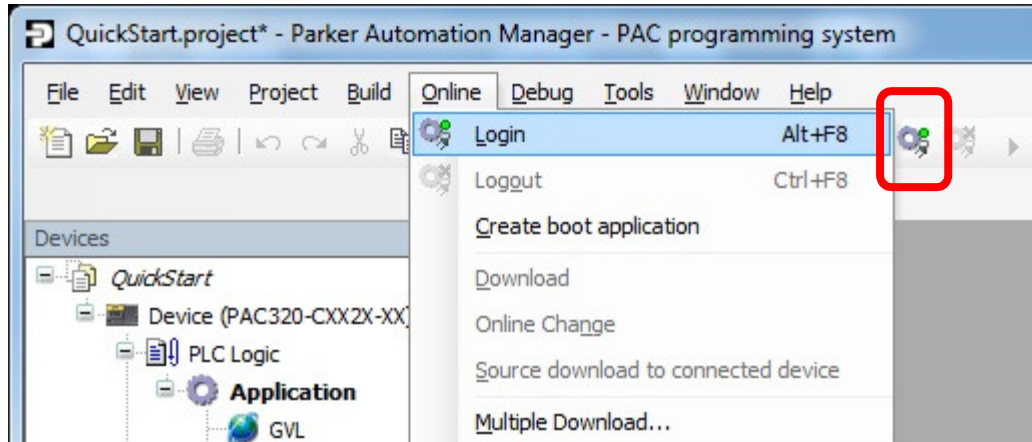 QuickStart.project* - Parker Automation Manager - PAC programming system
File Edit View Project Build Online Debug Tools Window Help
Login Alt+F8
Logout Ctrl+F8
Create boot application
Devices
Download
QuickStart
Device (PAC320-CXX2X-XX)
Online Change
PLC Logic
Source download to connected device
Application
Multiple Download...
GVL